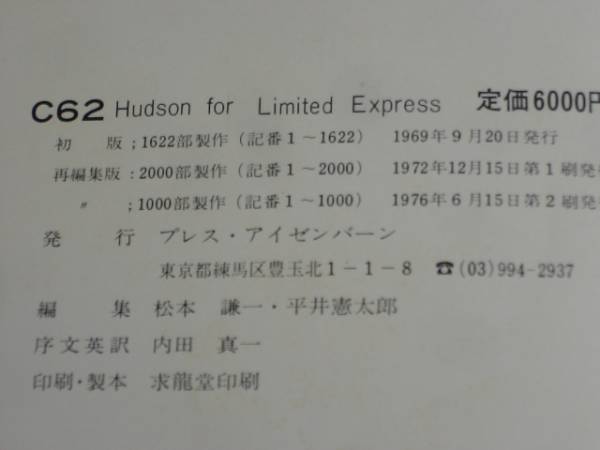 C62 Hudson for Limited Express 定価6000円
初版;1622部製作(記番1~1622) 1969年9月20日発行
再編集版:2000部製作(記番1~2000) 1972年12月15日第1刷発行
〃 ;1000部製作(記番1~1000) 1976年6月15日第2刷発
発行 プレス・アイゼンバーン
東京都練馬区豊玉北1-1-8 ☎(03)994-2937
編集 松本謙一・平井憲太郎
序文英訳 内田真一
印刷・製本 求龍堂印刷